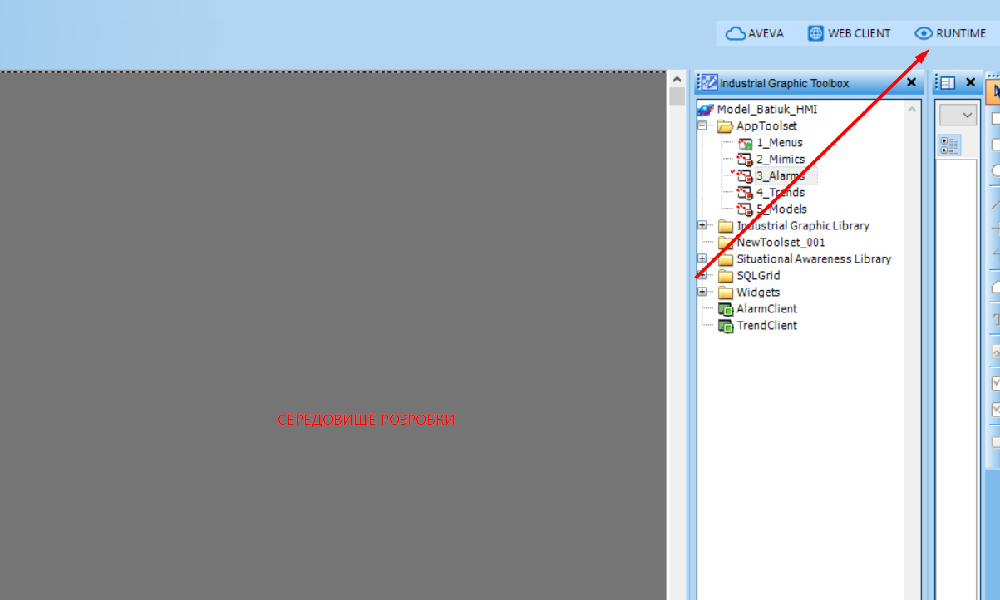 AVEVA WEB CLIENT RUNTIME
Industrial Graphic Toolbox
Model_Batiuk_HMI
AppToolset
1_Menus
2_Mimics
3_Alarms
4_Trends
5_Models
Industrial Graphic Library
NewToolset_001
Situational Awareness Library
SQLGrid
Widgets
AlarmClient
TrendClient
СЕРЕДОВИЩЕ РОЗРОБКИ